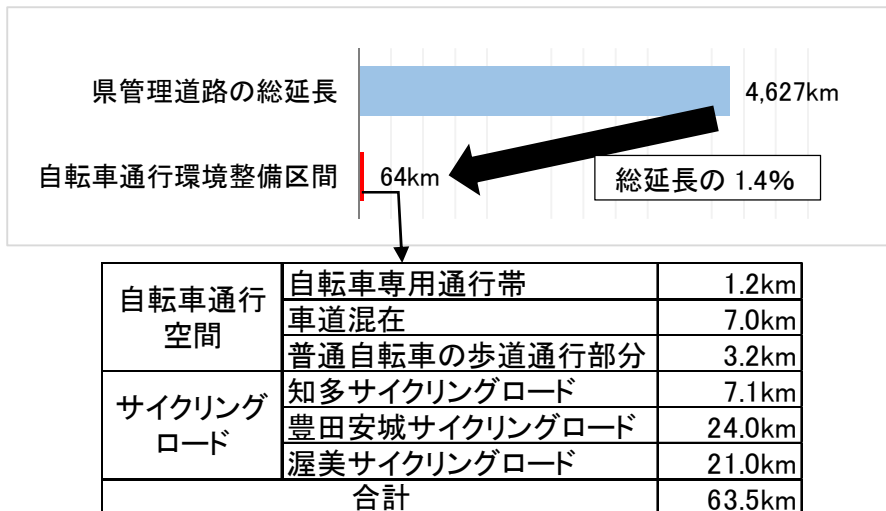 県管理道路の総延長
4,627km
自転車通行環境整備区間
64km
総延長の 1.4%
自転車通行
空間
自転車専用通行帯 1.2km
車道混在 7.0km
普通自転車の歩道通行部分 3.2km
サイクリング
ロード
知多サイクリングロード 7.1km
豊田安城サイクリングロード 24.0km
渥美サイクリングロード 21.0km
合計 63.5km